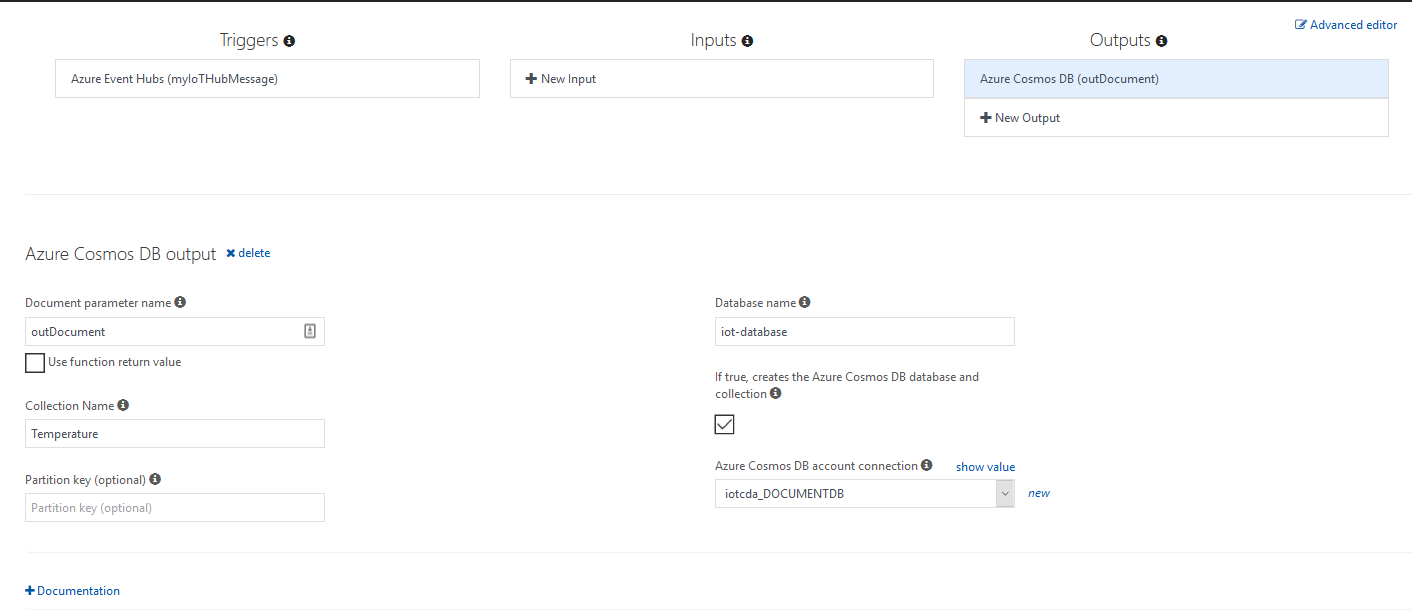 Advanced editor
Triggers
Inputs
Outputs
Azure Event Hubs (myIoTHubMessage)
New Input
Azure Cosmos DB (outDocument)
New Output
Azure Cosmos DB output delete
Document parameter name
outDocument
Use function return value
Collection Name
Temperature
Partition key (optional)
Partition key (optional)
Database name
iot-database
If true, creates the Azure Cosmos DB database and
collection
Azure Cosmos DB account connection show value
iotcda_DOCUMENTDB new
Documentation